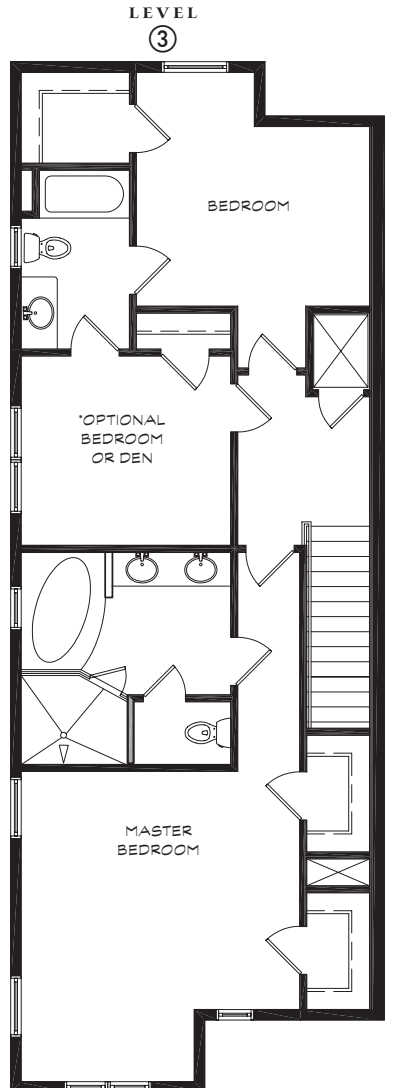 LEVEL
3
BEDROOM
*OPTIONAL
BEDROOM
OR DEN
MASTER
BEDROOM